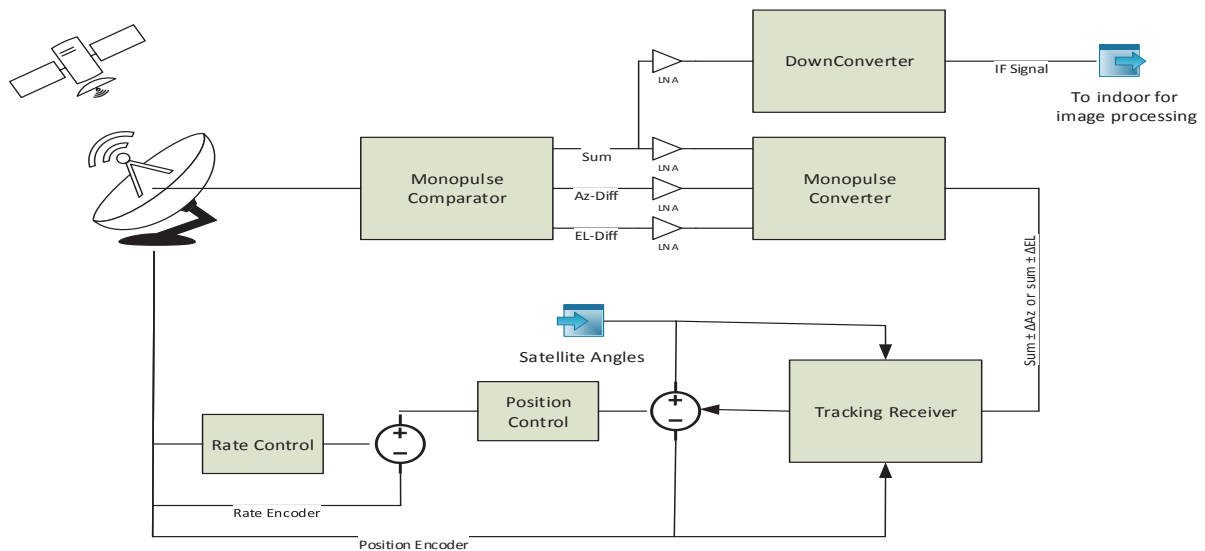 DownConverter
LNA
IF Signal
To indoor for
image processing
Monopulse
Comparator
Sum
LNA
Az-Diff
LNA
EL-Diff
LNA
Monopulse
Converter
Sum ± ΔAz or sum ± ΔEL
Satellite Angles
Tracking Receiver
+
−
Position
Control
+
−
Rate Control
Rate Encoder
Position Encoder